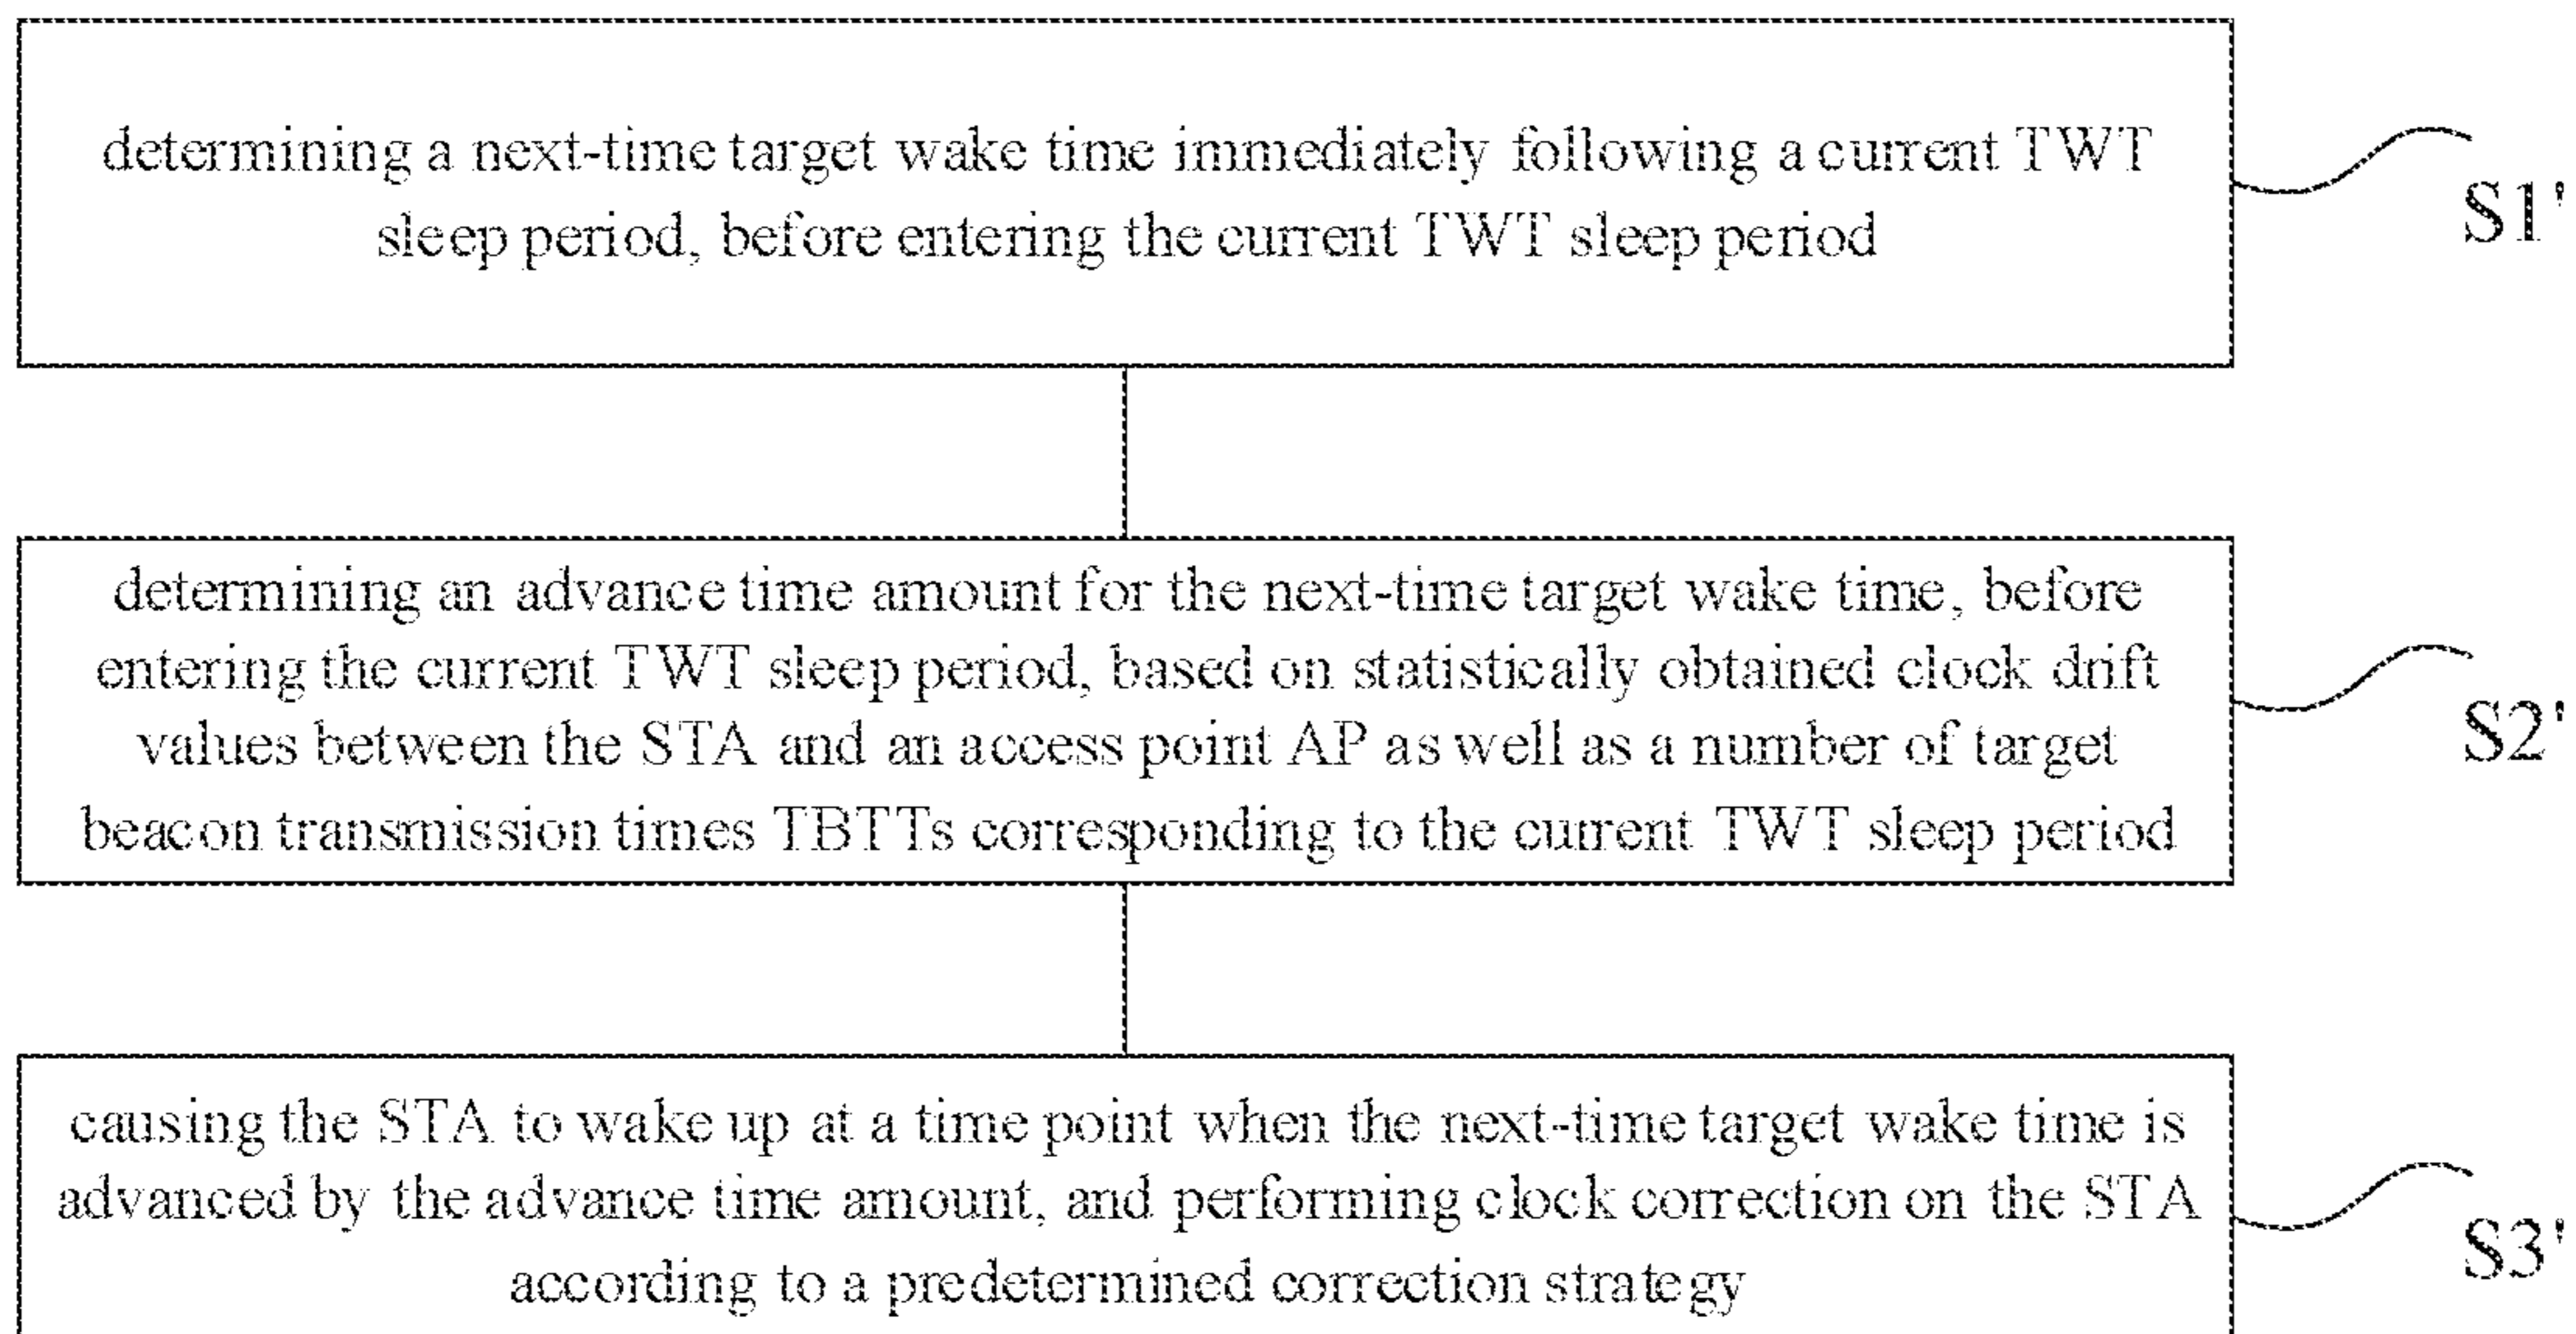 determining a next-time target wake time immediately following a current TWT
sleep period, before entering the current TWT sleep period
S1'
determining an advance time amount for the next-time target wake time, before
entering the current TWT sleep period, based on statistically obtained clock drift
values between the STA and an access point AP as well as a number of target
beacon transmission times TBTTs corresponding to the current TWT sleep period
S2'
causing the STA to wake up at a time point when the next-time target wake time is
advanced by the advance time amount, and performing clock correction on the STA
according to a predetermined correction strategy
S3'